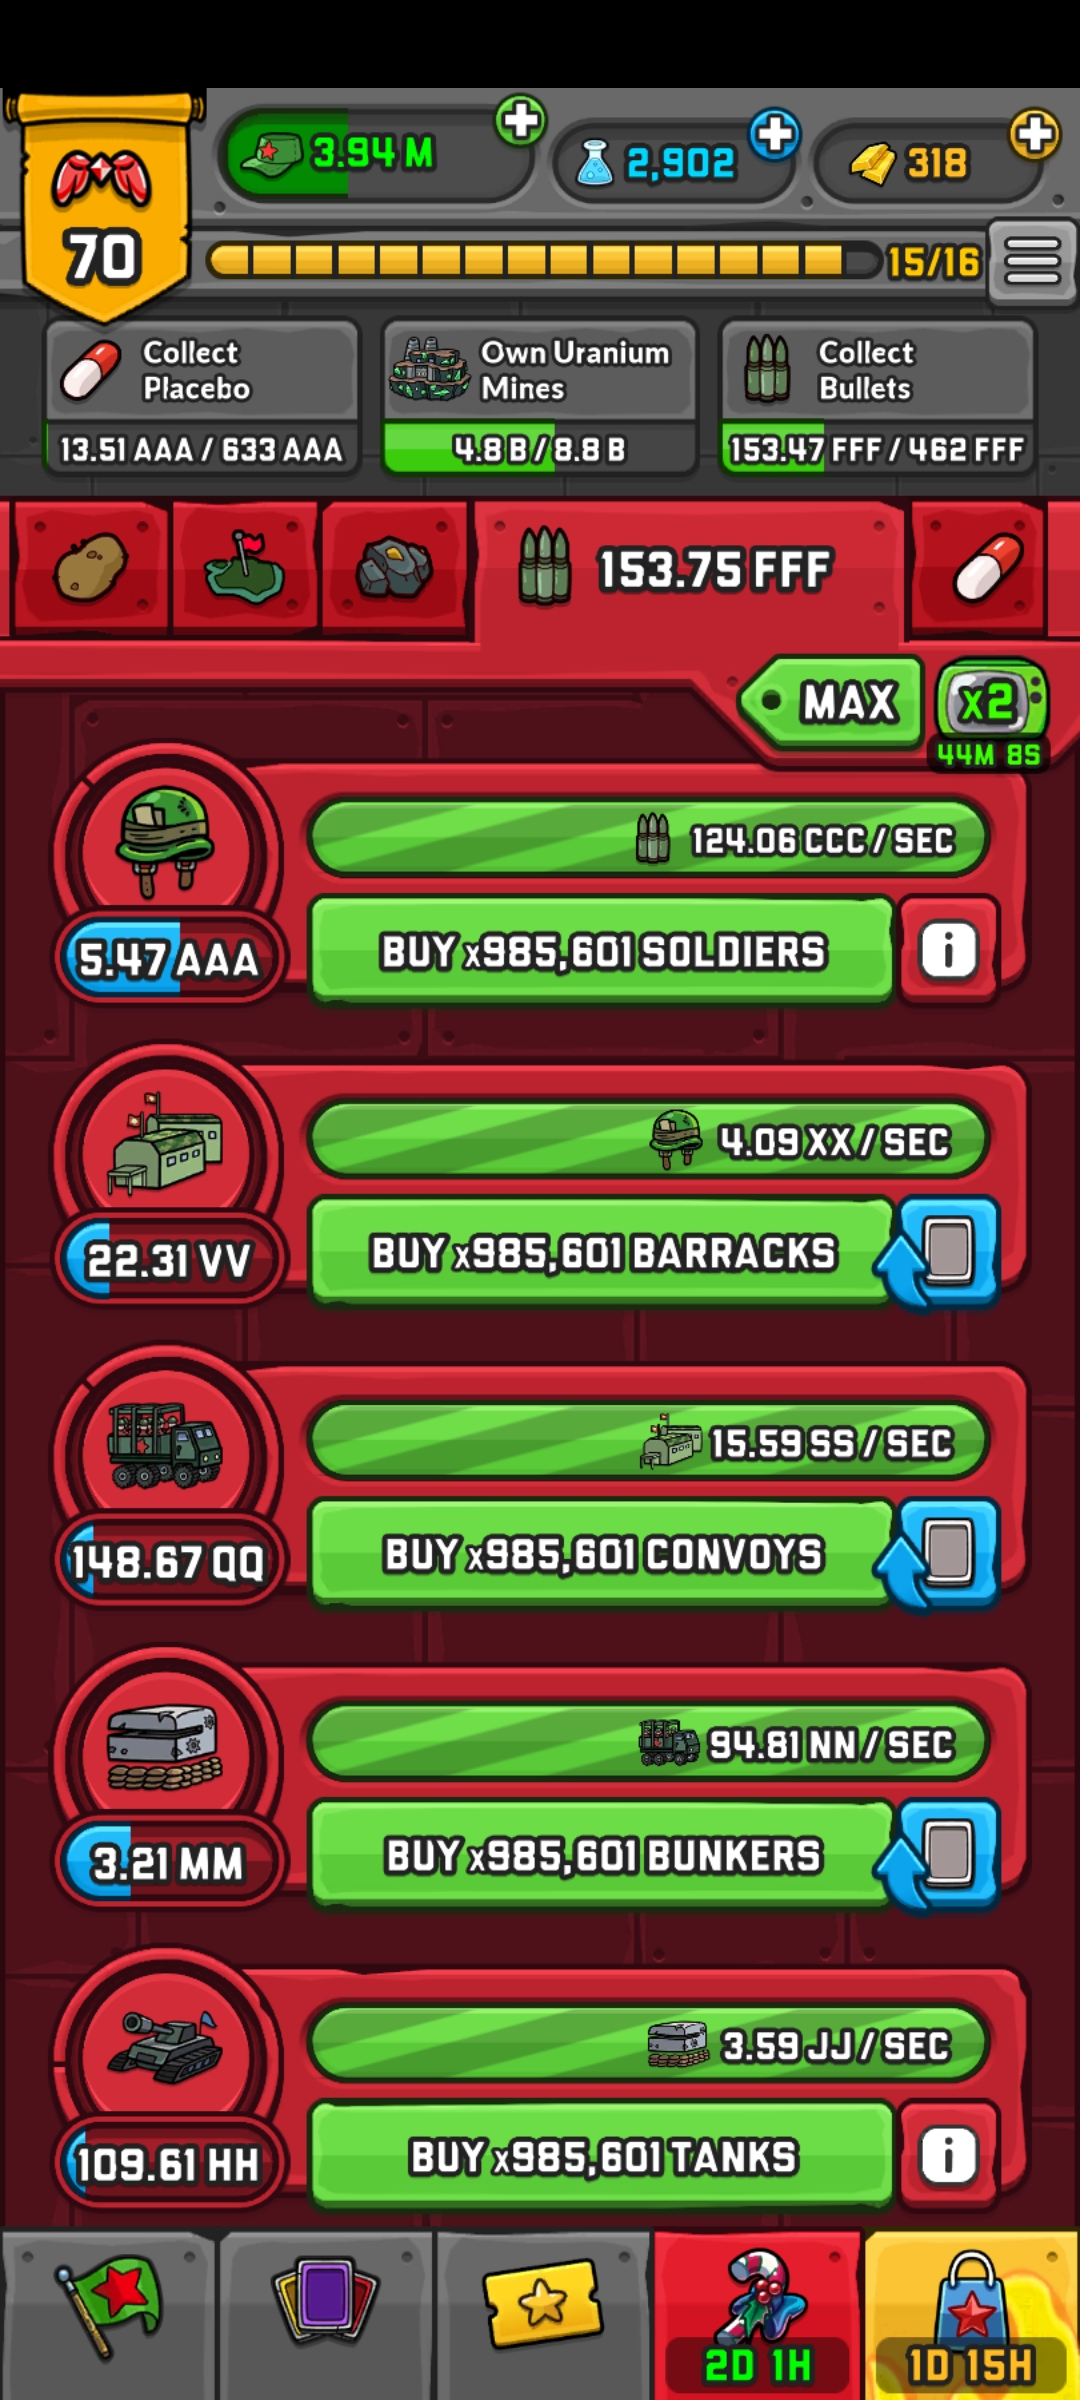 3.94 M
2,902
318
70
15/16
Collect
Placebo
13.51 AAA / 633 AAA
Own Uranium
Mines
4.8 B / 8.8 B
Collect
Bullets
153.47 FFF / 462 FFF
153.75 FFF
MAX
x2
44M 8S
124.06 CCC / SEC
5.47 AAA
BUY x985,601 SOLDIERS
i
4.09 XX / SEC
22.31 VV
BUY x985,601 BARRACKS
15.59 SS / SEC
148.67 QQ
BUY x985,601 CONVOYS
94.81 NN / SEC
3.21 MM
BUY x985,601 BUNKERS
3.59 JJ / SEC
109.61 HH
BUY x985,601 TANKS
i
2D 1H
1D 15H